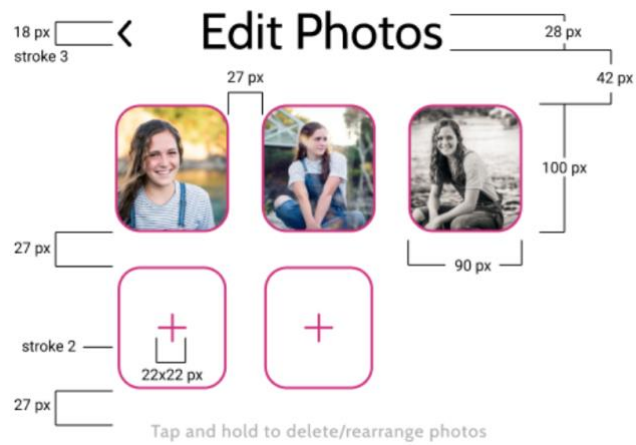 18 px
stroke 3
Edit Photos
28 px
27 px
42 px
100 px
27 px
90 px
stroke 2
22x22 px
27 px
Tap and hold to delete/rearrange photos